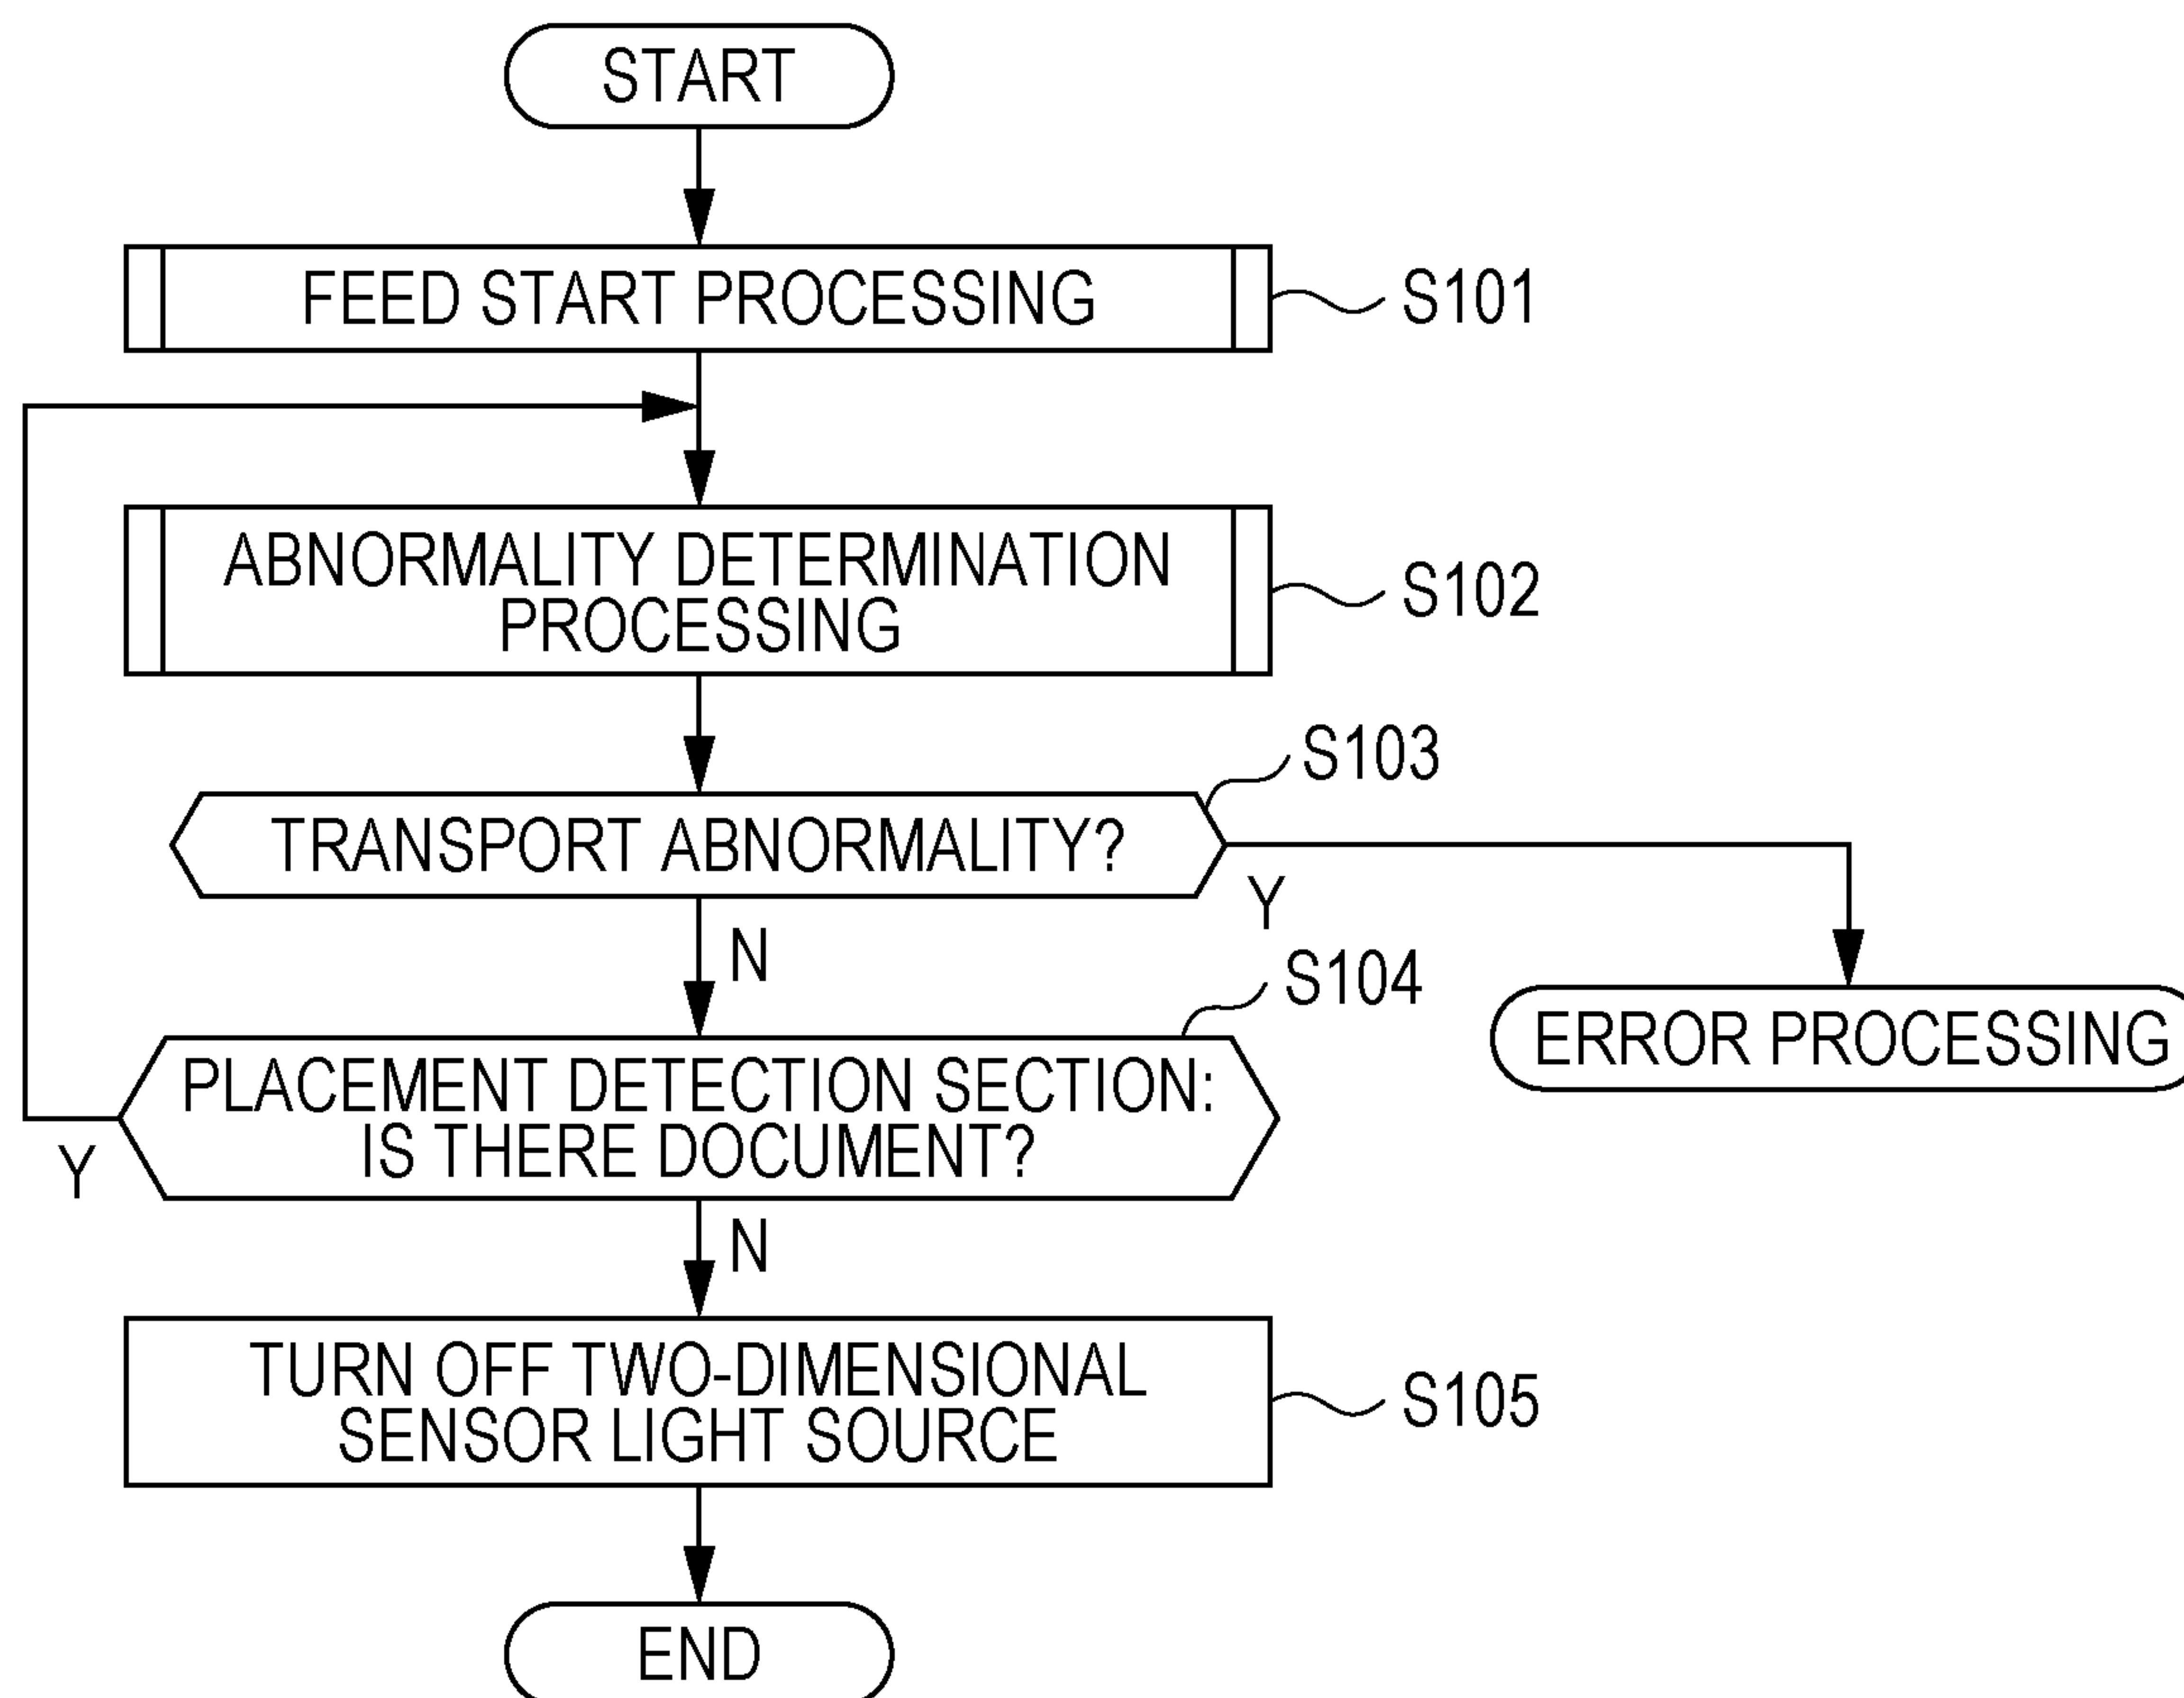 START
FEED START PROCESSING
S101
ABNORMALITY DETERMINATION
PROCESSING
S102
S103
TRANSPORT ABNORMALITY?
Y
N
S104
ERROR PROCESSING
PLACEMENT DETECTION SECTION:
IS THERE DOCUMENT?
Y
N
TURN OFF TWO-DIMENSIONAL
SENSOR LIGHT SOURCE
S105
END